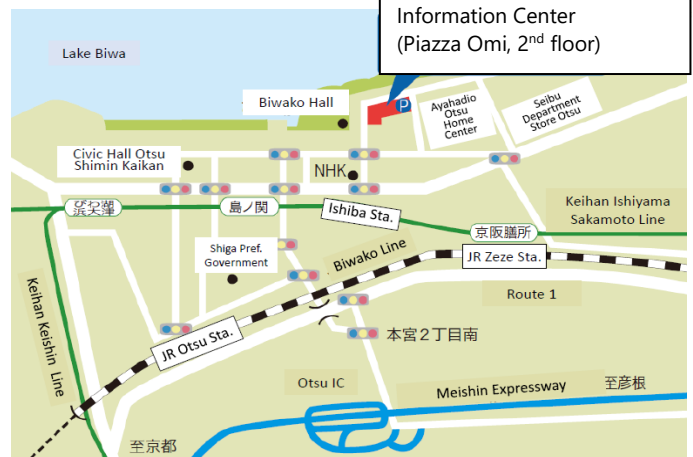 Information Center
(Piazza Omi, 2nd floor)
Lake Biwa
Biwako Hall
P
Ayahadio
Otsu
Home
Center
Seibu
Department
Store Otsu
Civic Hall Otsu
Shimin Kaikan
NHK
びわ湖
浜大津
島ノ関
Ishiba Sta.
Keihan Ishiyama
Sakamoto Line
京阪膳所
Shiga Pref.
Government
Biwako Line
JR Zeze Sta.
Route 1
Keihan Keishin Line
JR Otsu Sta.
本宮２丁目南
Otsu IC
Meishin Expressway
至彦根
至京都